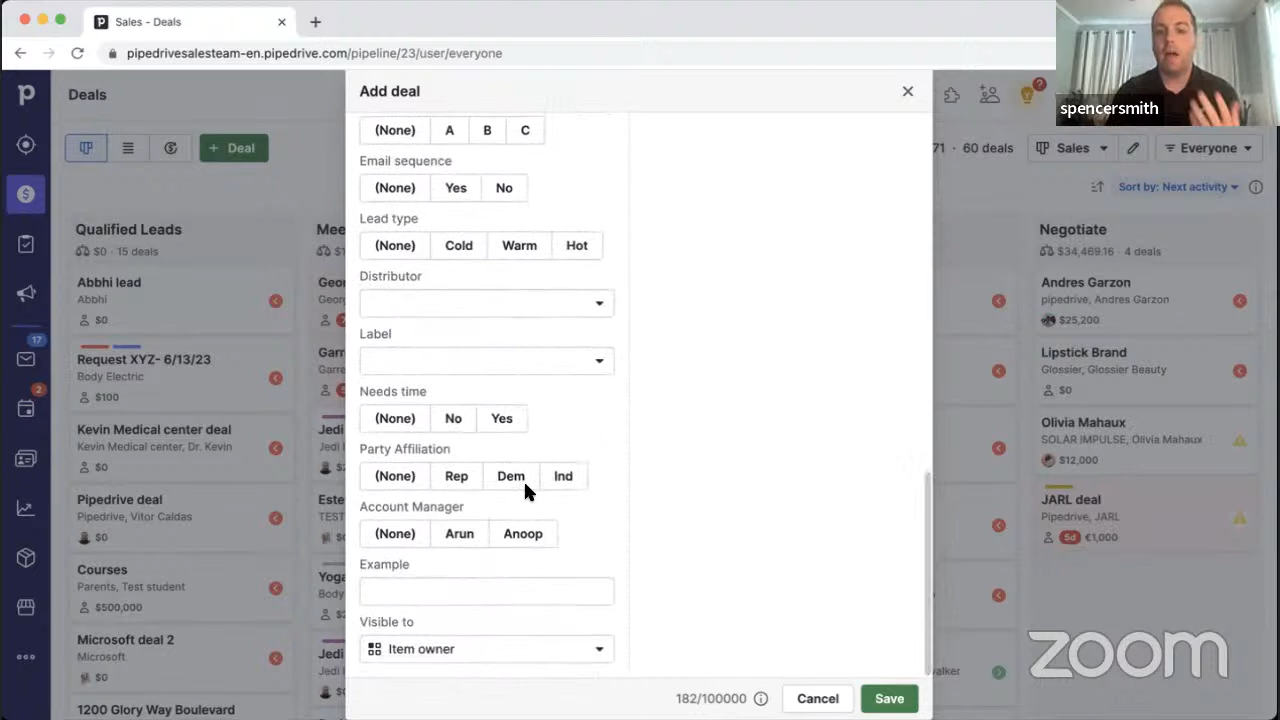 Sales - Deals
pipedrivesalesteam-en.pipedrive.com/pipeline/23/user/everyone
spencersmith
Deals
Add deal
?
+ Deal
71 · 60 deals
Sales
Everyone
Sort by: Next activity
(None) A B C
Email sequence
(None) Yes No
Lead type
(None) Cold Warm Hot
Distributor
Label
Needs time
(None) No Yes
Party Affiliation
(None) Rep Dem Ind
Account Manager
(None) Arun Anoop
Example
Visible to
Item owner
182/100000
Cancel
Save
17
2
Qualified Leads
$0 · 15 deals
Abbhi lead
Abbhi
$0
Request XYZ- 6/13/23
Body Electric
$100
Kevin Medical center deal
Kevin Medical center, Dr. Kevin
$0
Pipedrive deal
Pipedrive, Vitor Caldas
$0
Courses
Parents, Test student
$500,000
Microsoft deal 2
Microsoft
$0
1200 Glory Way Boulevard
Negotiate
$34,469.16 · 4 deals
Andres Garzon
pipedrive, Andres Garzon
$25,200
Lipstick Brand
Glossier, Glossier Beauty
$0
Olivia Mahaux
SOLAR IMPULSE, Olivia Mahaux
$12,000
JARL deal
Pipedrive, JARL
5d €1,000
zoom